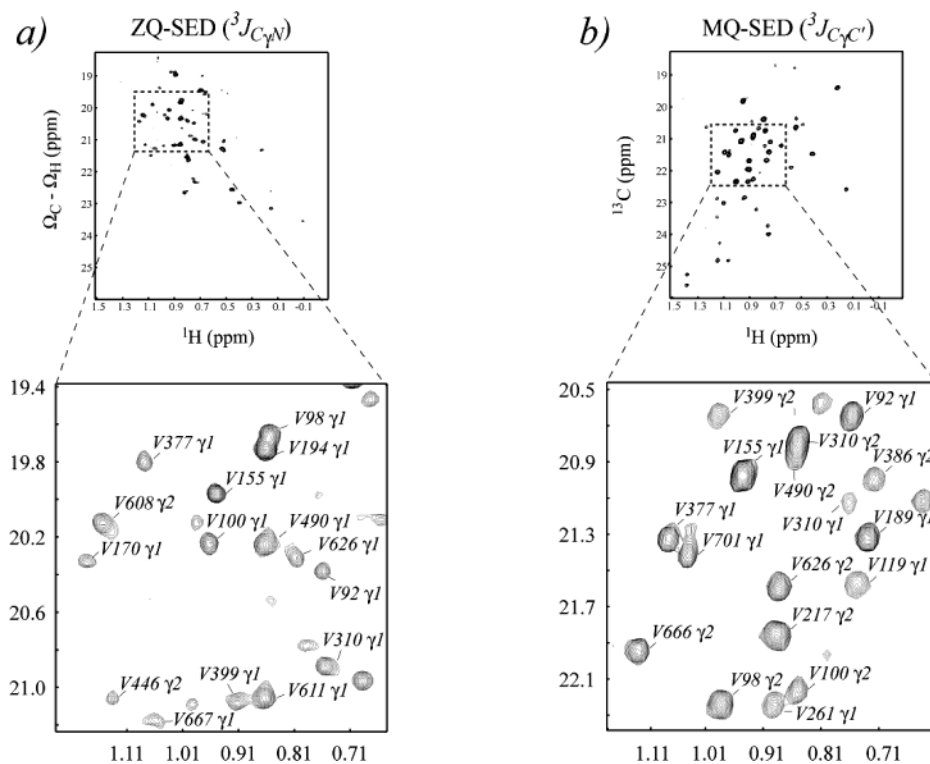 a)
ZQ-SED (³J_CγN)
Ω_C - Ω_H (ppm)
19
20
21
22
23
24
25
1.5 1.3 1.1 0.9 0.7 0.5 0.3 0.1 -0.1
¹H (ppm)
19.4
19.8
20.2
20.6
21.0
V98 γ1
V377 γ1
V194 γ1
V155 γ1
V608 γ2
V100 γ1
V490 γ1
V170 γ1
V626 γ1
V92 γ1
V310 γ1
V399 γ1
V446 γ2
V611 γ1
V667 γ1
1.11 1.01 0.91 0.81 0.71
b)
MQ-SED (³J_CγC')
¹³C (ppm)
19
20
21
22
23
24
25
1.5 1.3 1.1 0.9 0.7 0.5 0.3 0.1 -0.1
¹H (ppm)
20.5
20.9
21.3
21.7
22.1
V399 γ2
V92 γ1
V310 γ2
V155 γ1
V386 γ2
V490 γ2
V377 γ1
V310 γ1
V189 γ1
V701 γ1
V626 γ2
V119 γ1
V217 γ2
V666 γ2
V98 γ2
V100 γ2
V261 γ1
1.11 1.01 0.91 0.81 0.71